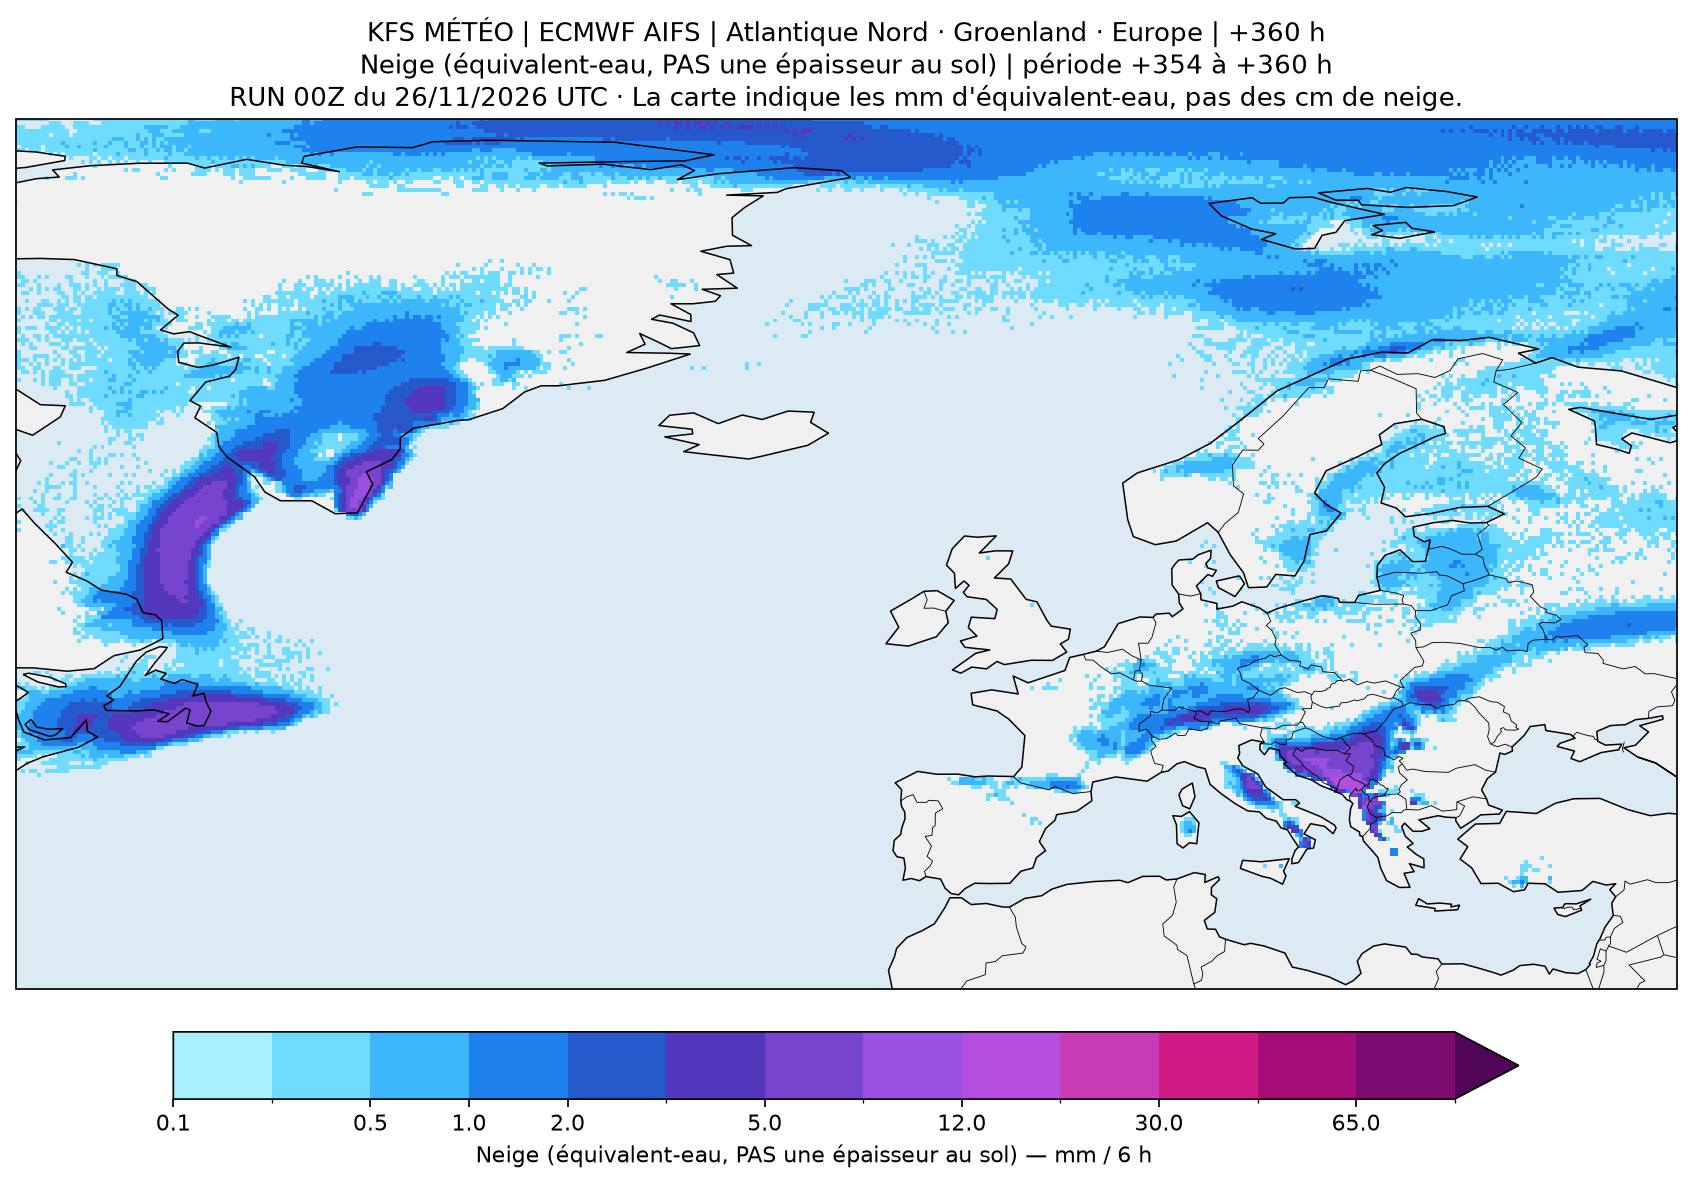 KFS MÉTÉO | ECMWF AIFS | Atlantique Nord · Groenland · Europe | +360 h
Neige (équivalent-eau, PAS une épaisseur au sol) | période +354 à +360 h
RUN 00Z du 26/11/2026 UTC · La carte indique les mm d'équivalent-eau, pas des cm de neige.
0.1 0.5 1.0 2.0 5.0 12.0 30.0 65.0
Neige (équivalent-eau, PAS une épaisseur au sol) — mm / 6 h